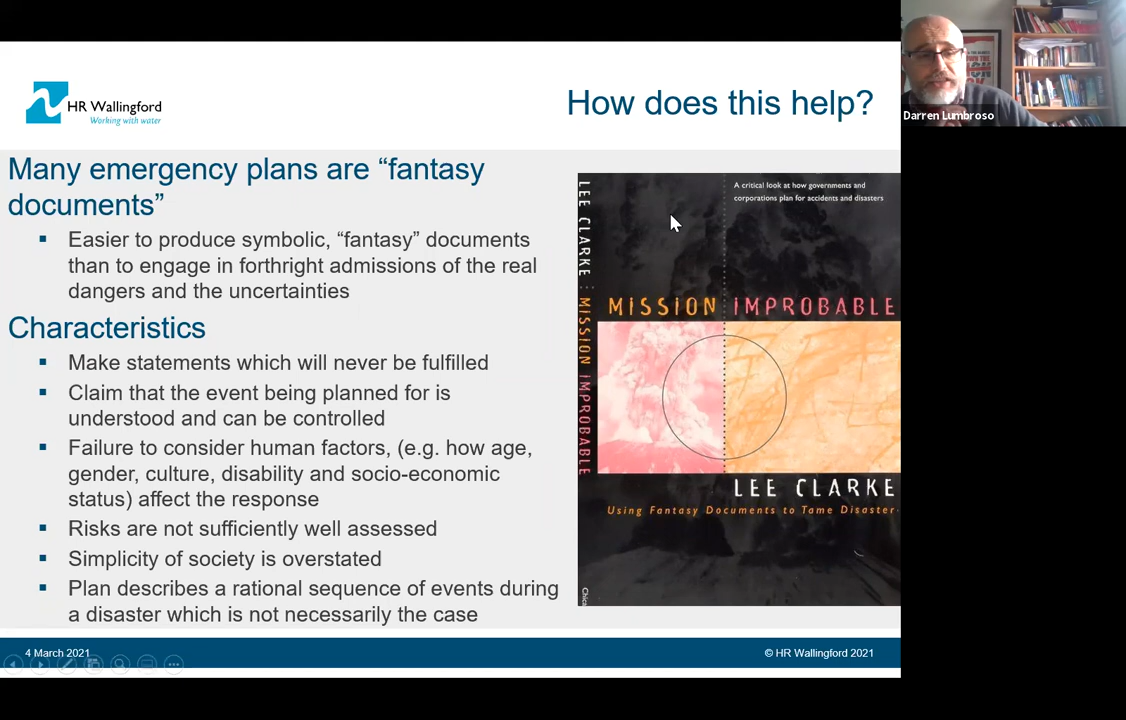 HR Wallingford
Working with water
How does this help?
Many emergency plans are “fantasy
documents”
▪ Easier to produce symbolic, “fantasy” documents
than to engage in forthright admissions of the real
dangers and the uncertainties
Characteristics
▪ Make statements which will never be fulfilled
▪ Claim that the event being planned for is
understood and can be controlled
▪ Failure to consider human factors, (e.g. how age,
gender, culture, disability and socio-economic
status) affect the response
▪ Risks are not sufficiently well assessed
▪ Simplicity of society is overstated
▪ Plan describes a rational sequence of events during
a disaster which is not necessarily the case
LEE CLARKE : MISSION IMPROBABLE
A critical look at how governments and
corporations plan for accidents and disasters
MISSION IMPROBABLE
LEE CLARKE
Using Fantasy Documents to Tame Disaster
4 March 2021
© HR Wallingford 2021
Darren Lumbroso